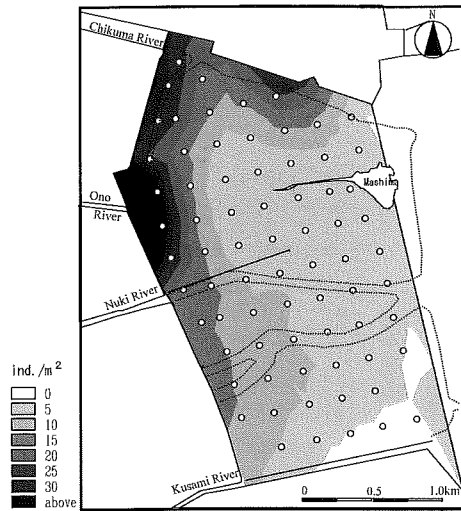 N
Chikuma River
Ono
River
Nuki River
Kusami River
ind./m²
0
5
10
15
20
25
30
above
0 0.5 1.0km